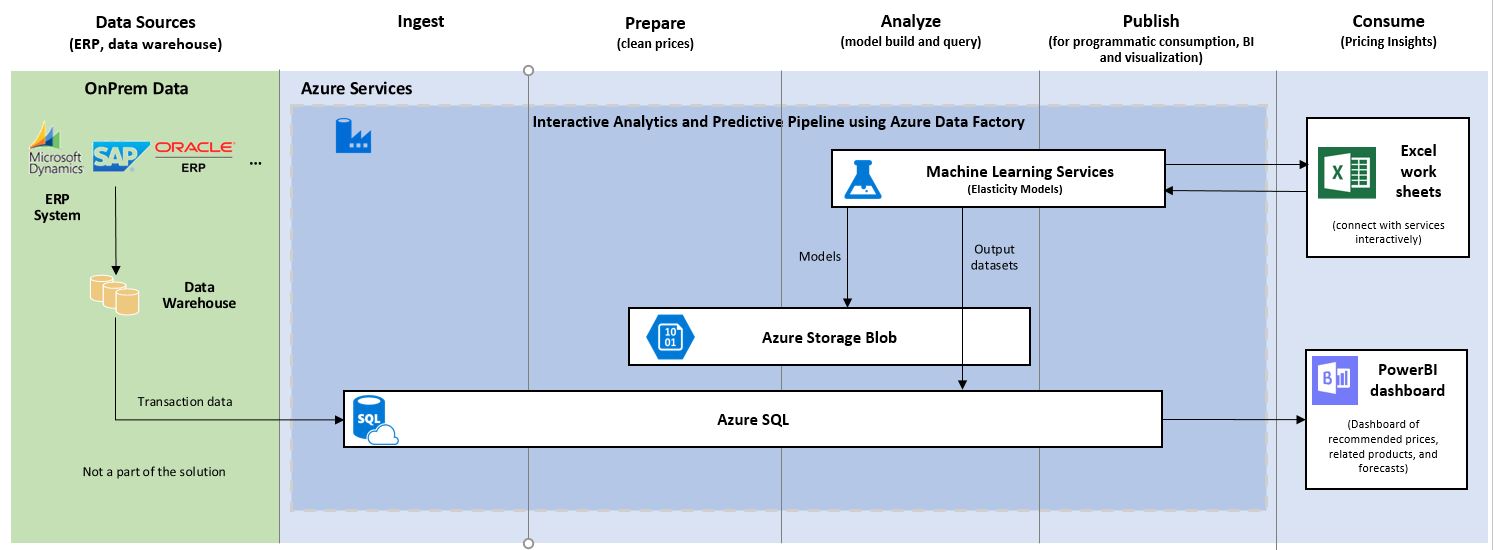 Data Sources
(ERP, data warehouse)
Ingest
Prepare
(clean prices)
Analyze
(model build and query)
Publish
(for programmatic consumption, BI
and visualization)
Consume
(Pricing Insights)
OnPrem Data
Azure Services
Interactive Analytics and Predictive Pipeline using Azure Data Factory
Microsoft
Dynamics
SAP
ORACLE
ERP
...
ERP
System
Machine Learning Services
(Elasticity Models)
X
Excel
work
sheets
(connect with services
interactively)
Models
Output
datasets
Data
Warehouse
10
01
Azure Storage Blob
Transaction data
SQL
Azure SQL
B
PowerBI
dashboard
(Dashboard of
recommended prices,
related products, and
forecasts)
Not a part of the solution